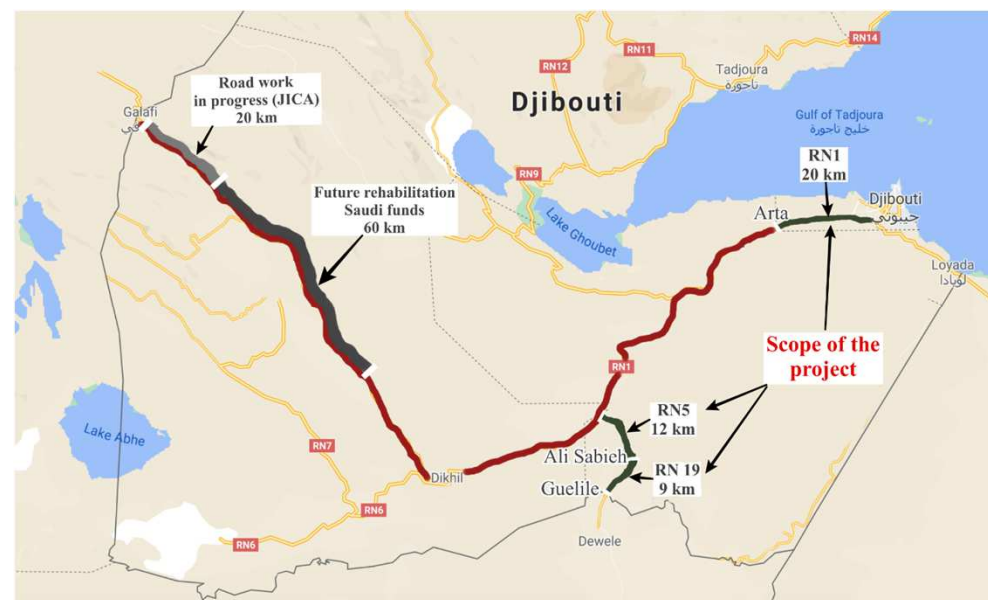 RN14
RN11
Road work
in progress (JICA)
20 km
RN12
Tadjoura
تاجورة
Djibouti
Galafi
في
Gulf of Tadjoura
خليج تاجورة
RN1
20 km
RN9
Future rehabilitation
Saudi funds
60 km
Djibouti
جيبوتي
Arta
Lake Ghoubet
Loyada
لويادا
Scope of the
project
RN1
RN5
12 km
Lake Abhe
RN7
Ali Sabieh
Dikhil
RN 19
9 km
Guelile
RN6
Dewele
RN6